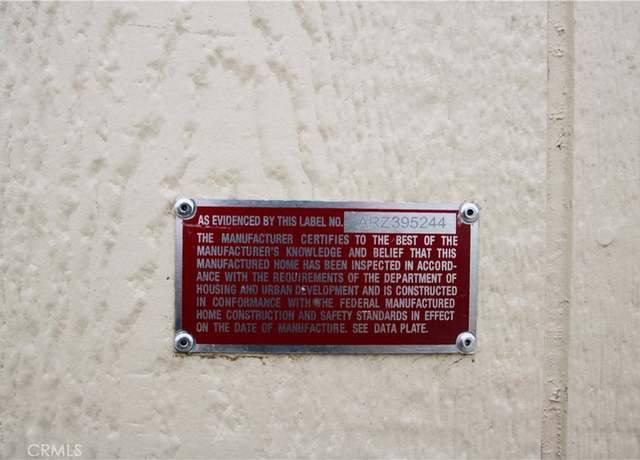 AS EVIDENCED BY THIS LABEL NO. ARZ395244
THE MANUFACTURER CERTIFIES TO THE BEST OF THE
MANUFACTURER'S KNOWLEDGE AND BELIEF THAT THIS
MANUFACTURED HOME HAS BEEN INSPECTED IN ACCORD-
ANCE WITH THE REQUIREMENTS OF THE DEPARTMENT OF
HOUSING AND URBAN DEVELOPMENT AND IS CONSTRUCTED
IN CONFORMANCE WITH THE FEDERAL MANUFACTURED
HOME CONSTRUCTION AND SAFETY STANDARDS IN EFFECT
ON THE DATE OF MANUFACTURE. SEE DATA PLATE.
CRMLS